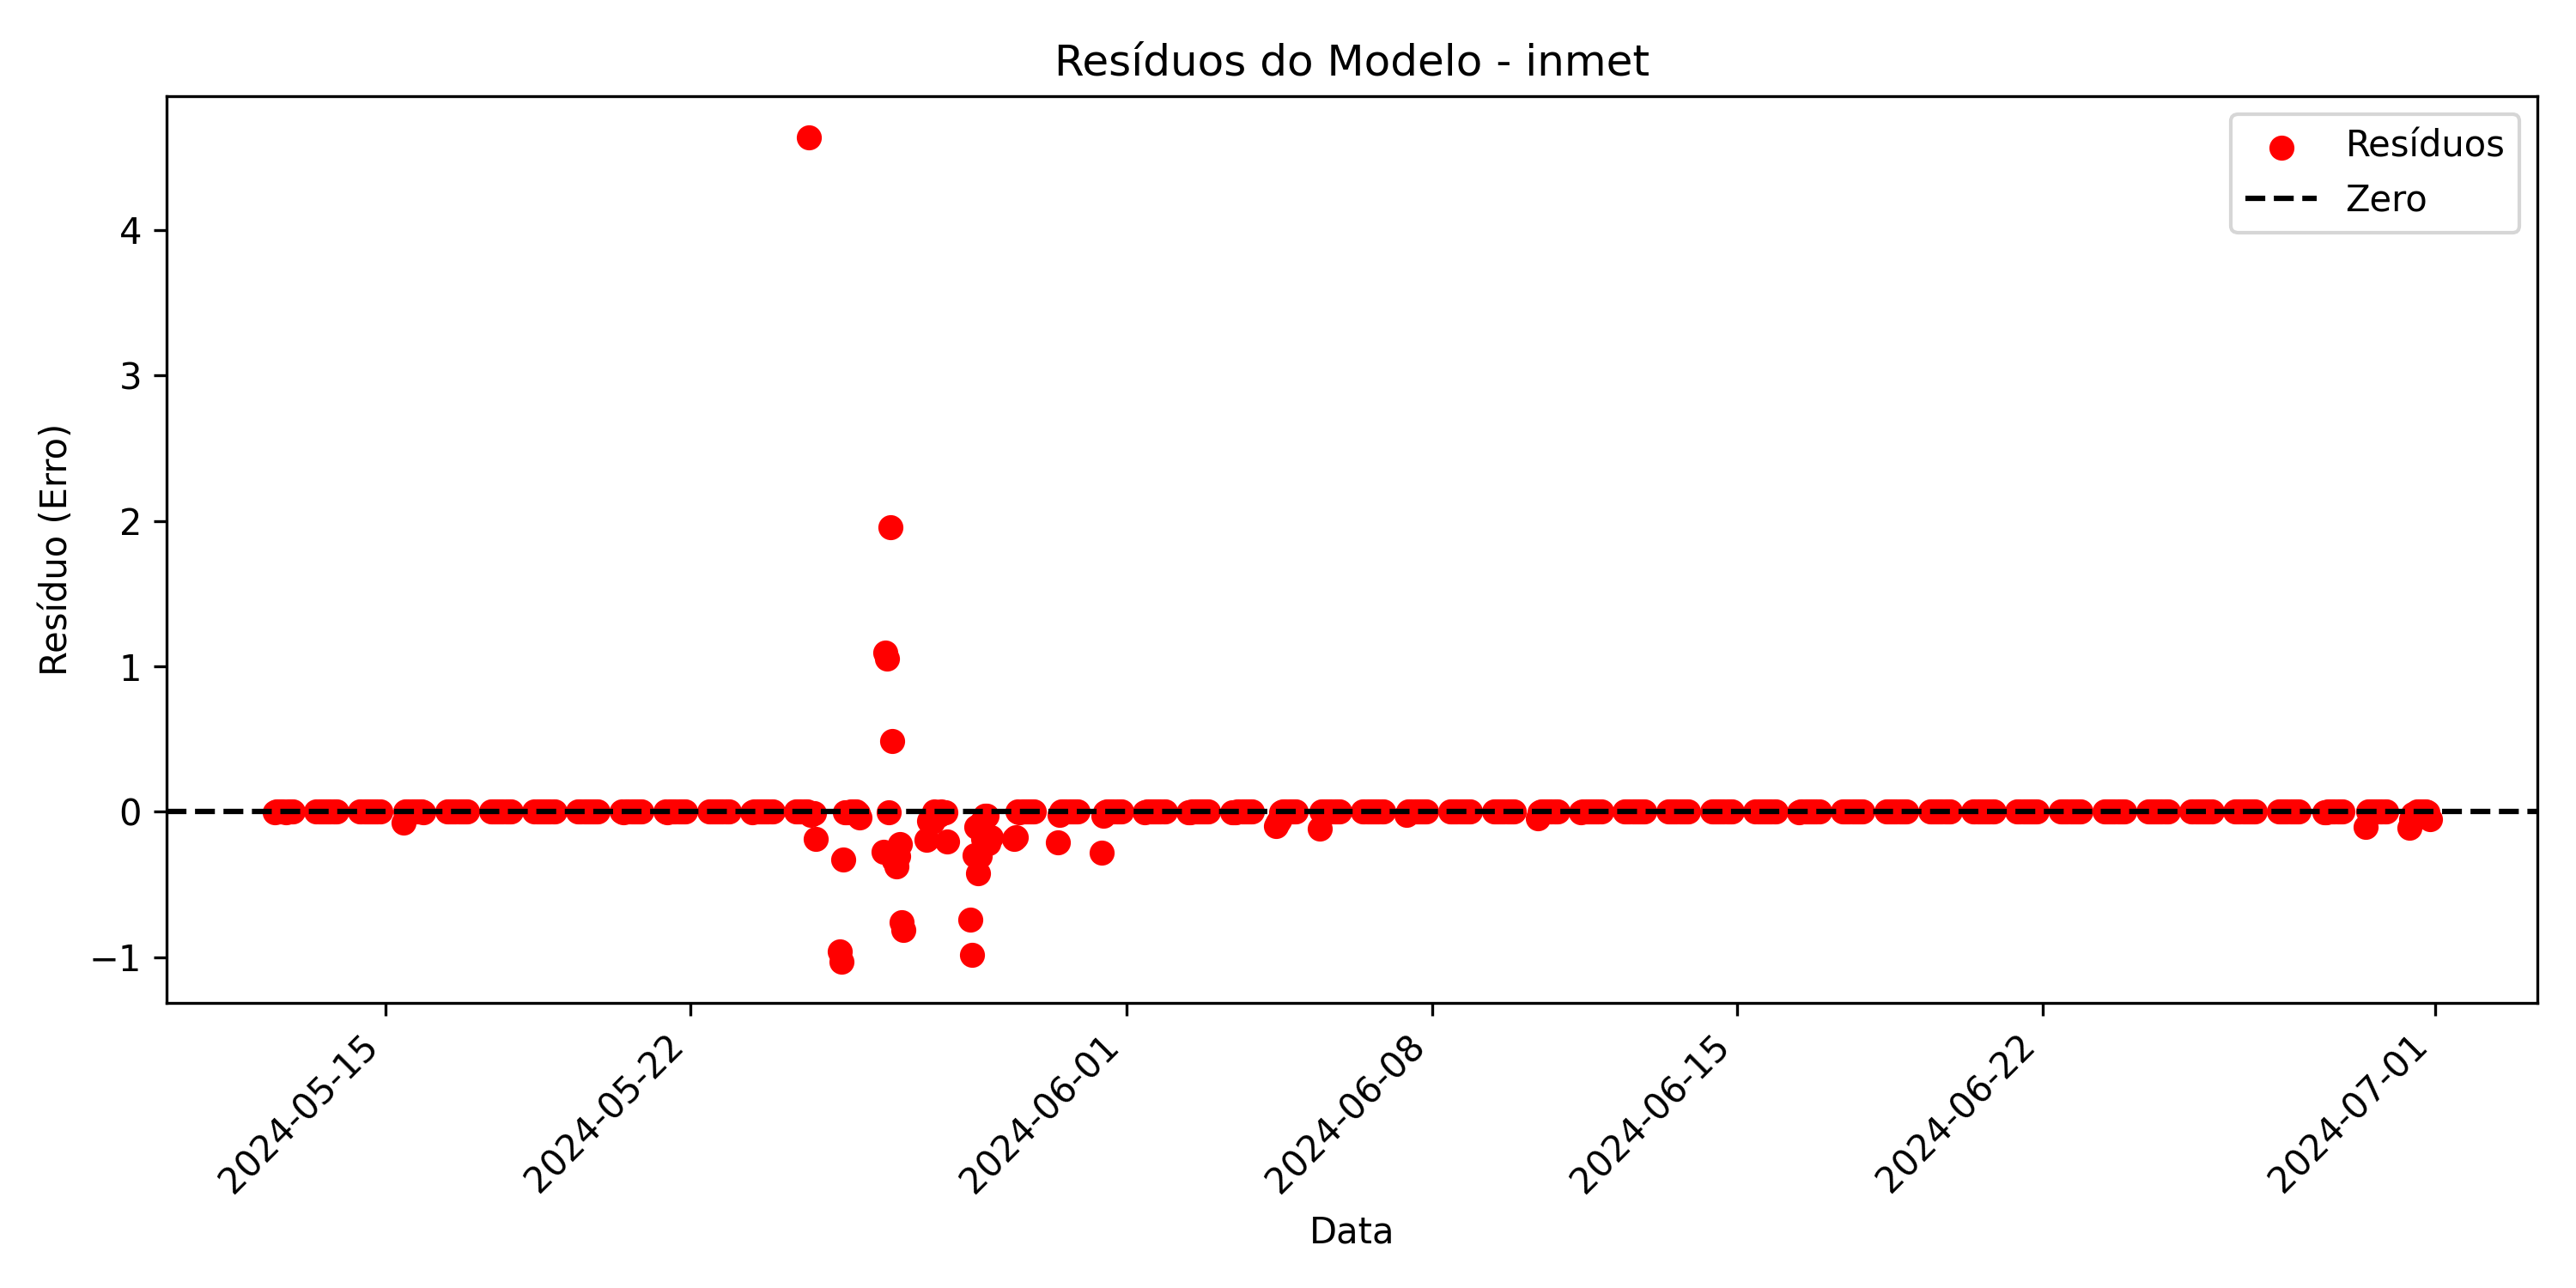 Resíduos do Modelo - inmet
Resíduos
Zero
Resíduo (Erro)
4
3
2
1
0
−1
2024-05-15
2024-05-22
2024-06-01
2024-06-08
2024-06-15
2024-06-22
2024-07-01
Data